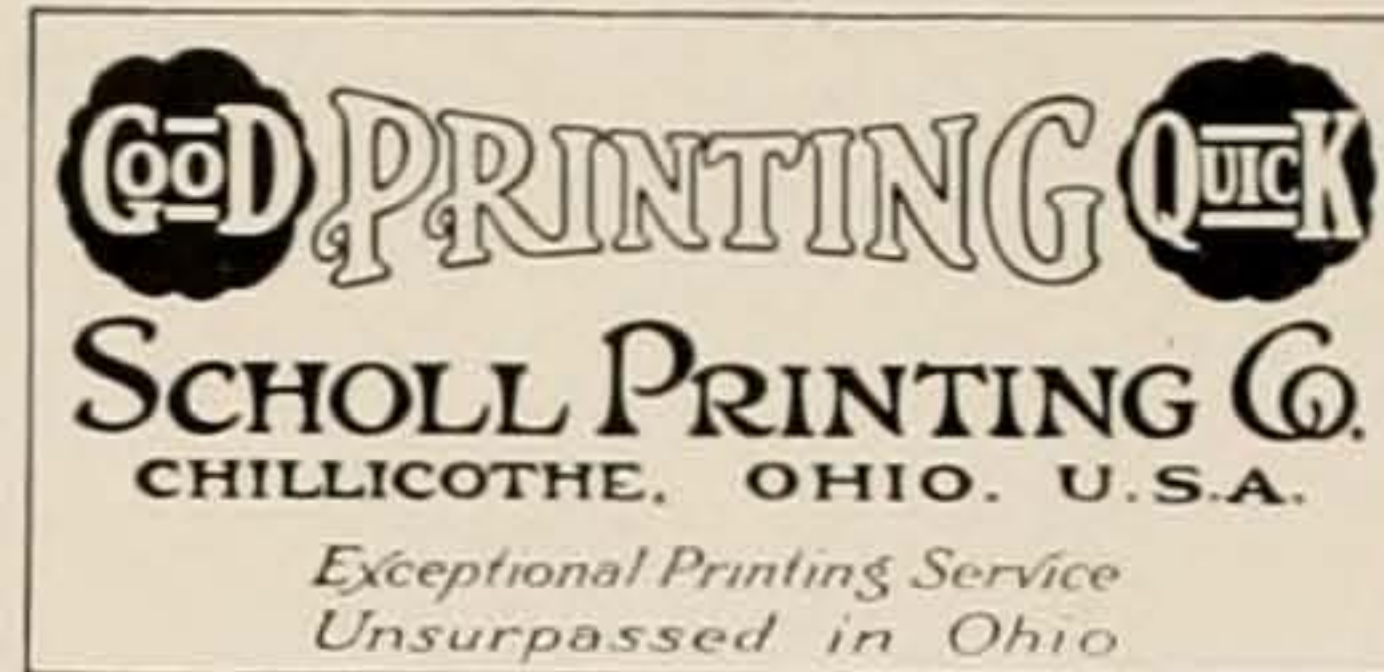 GOOD PRINTING QUICK
SCHOLL PRINTING CO.
CHILLICOTHE, OHIO. U.S.A.
Exceptional Printing Service
Unsurpassed in Ohio